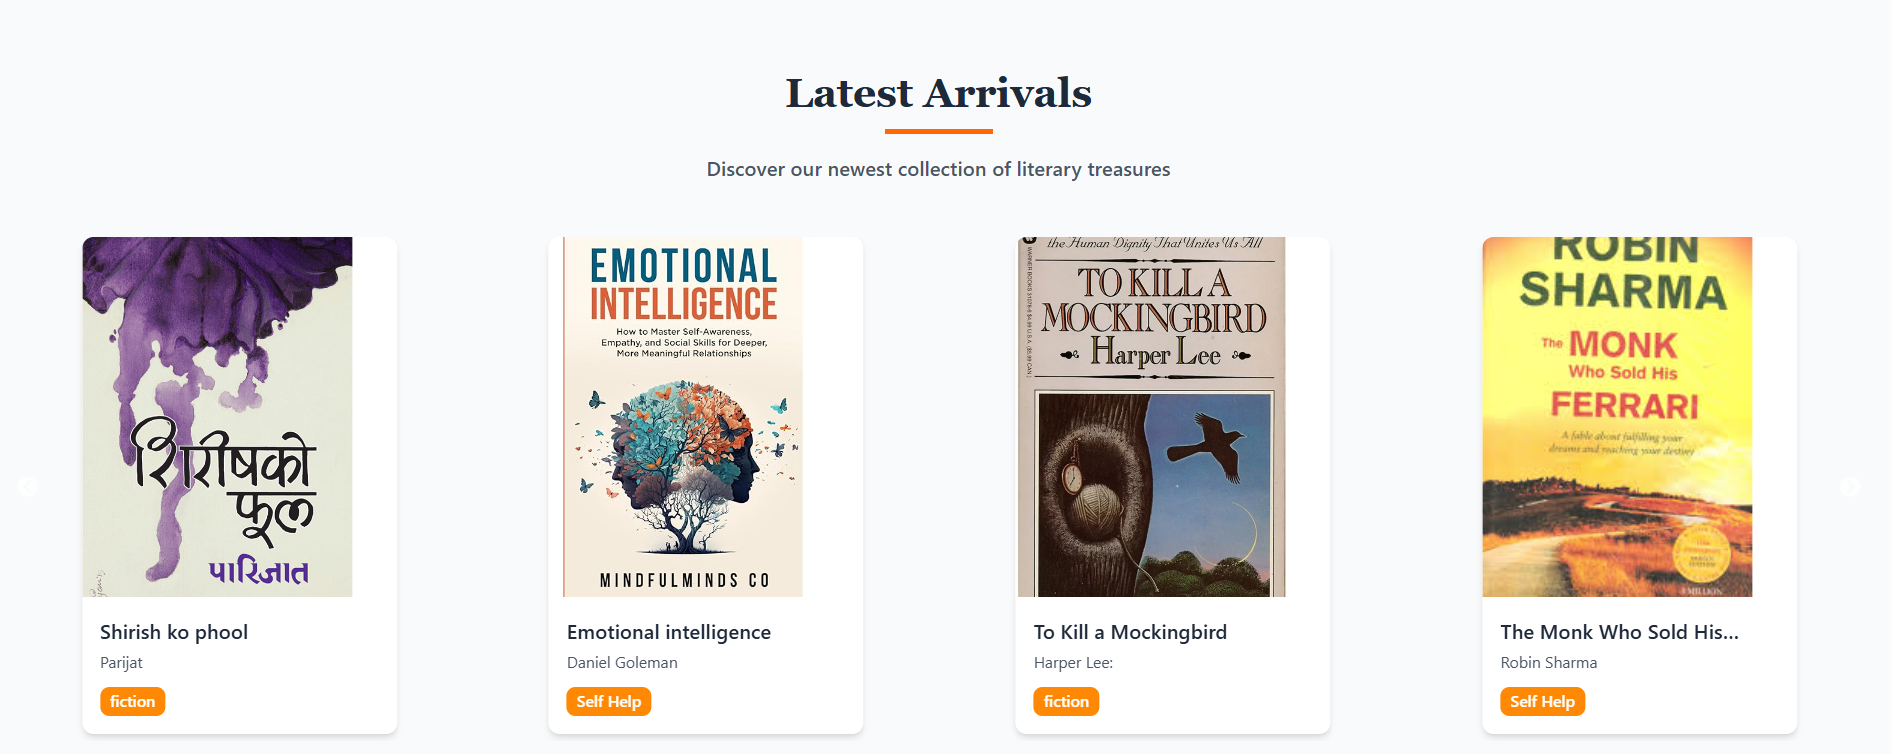 Latest Arrivals
Discover our newest collection of literary treasures
शिरीषको
फूल
पारिजात
Shirish ko phool
Parijat
fiction
EMOTIONAL
INTELLIGENCE
How to Master Self-Awareness,
Empathy, and Social Skills for Deeper,
More Meaningful Relationships
MINDFULMINDS CO
Emotional intelligence
Daniel Goleman
Self Help
the Human Dignity That Unites Us All
TO KILL A
MOCKINGBIRD
Harper Lee
To Kill a Mockingbird
Harper Lee:
fiction
ROBIN
SHARMA
The MONK
Who Sold His
FERRARI
A fable about fulfilling your
dreams and reaching your destiny
The Monk Who Sold His...
Robin Sharma
Self Help